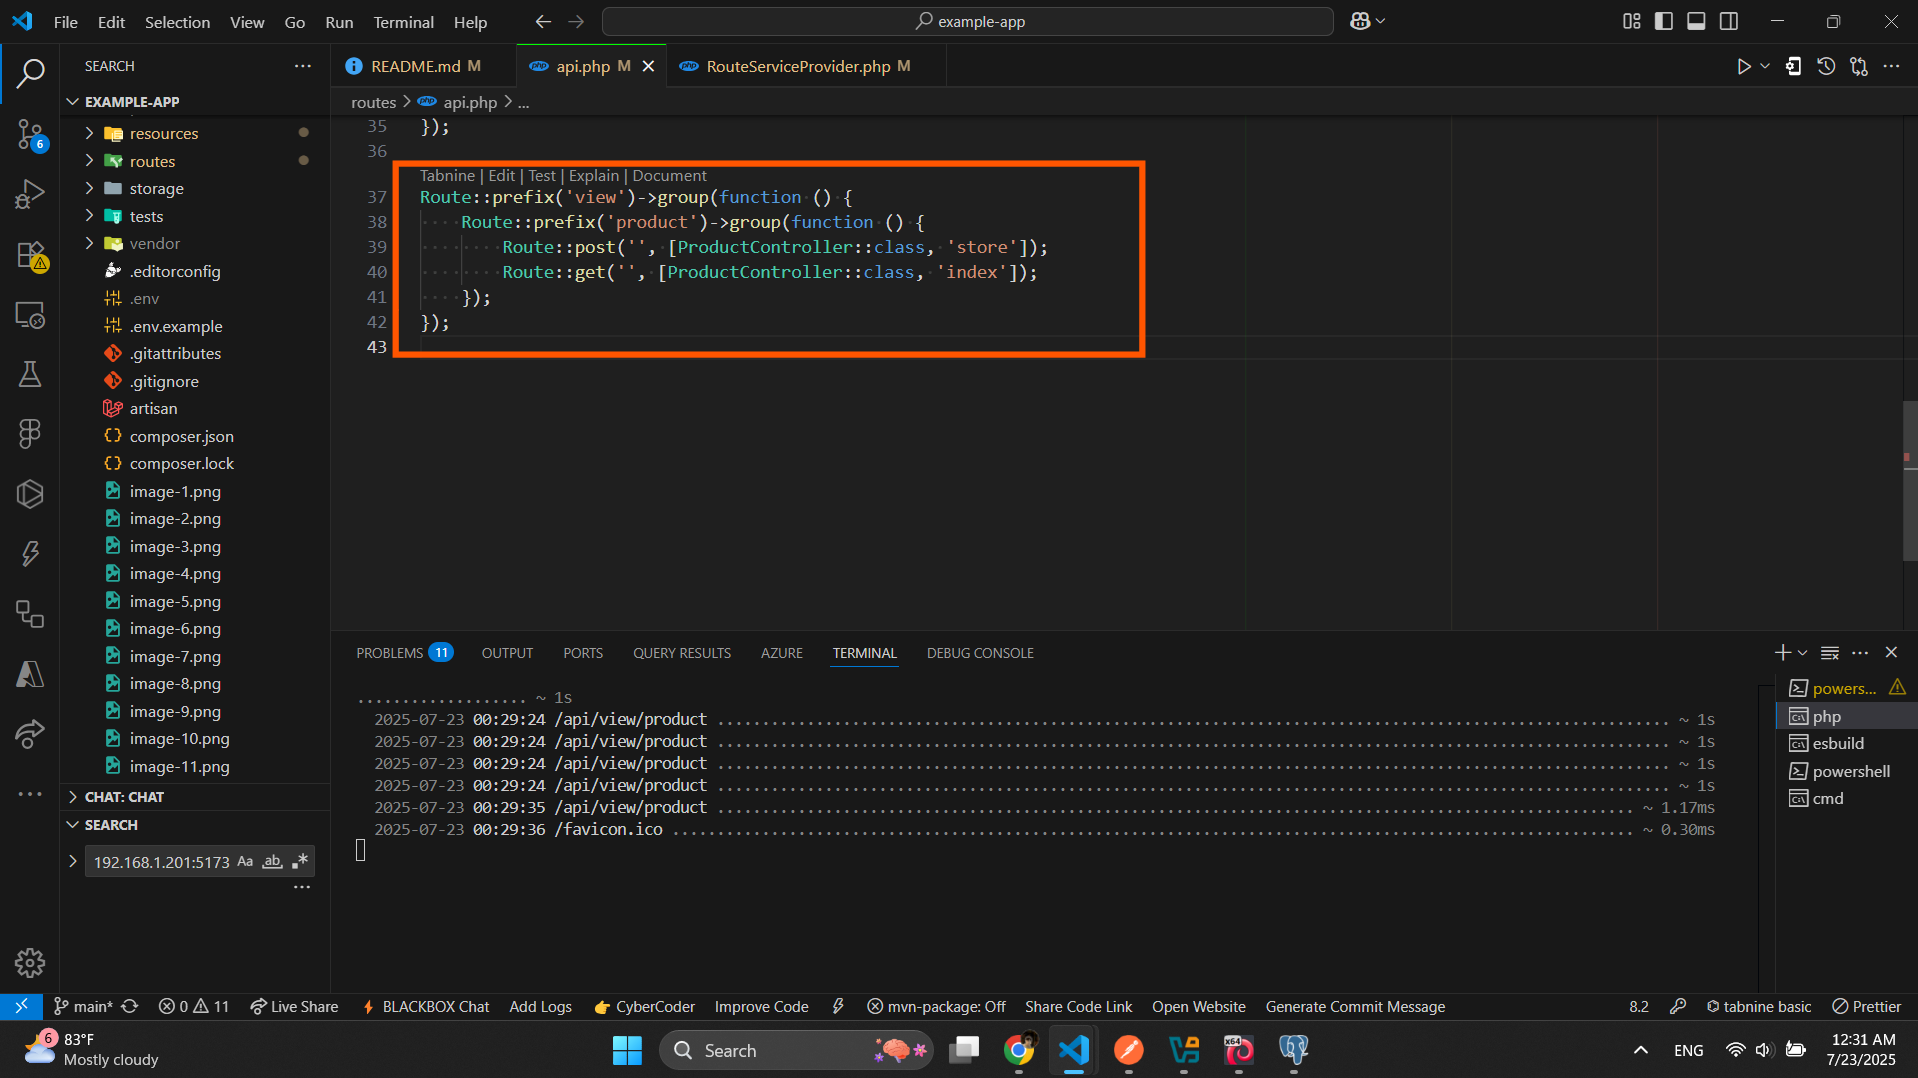 File Edit Selection View Go Run Terminal Help
example-app
SEARCH
README.md M
api.php M
RouteServiceProvider.php M
EXAMPLE-APP
routes > api.php > ...
resources
routes
storage
tests
vendor
.editorconfig
.env
.env.example
.gitattributes
.gitignore
artisan
composer.json
composer.lock
image-1.png
image-2.png
image-3.png
image-4.png
image-5.png
image-6.png
image-7.png
image-8.png
image-9.png
image-10.png
image-11.png
CHAT: CHAT
SEARCH
192.168.1.201:5173 Aa ab
6
35 });
36
Tabnine | Edit | Test | Explain | Document
37 Route::prefix('view')->group(function () {
38 Route::prefix('product')->group(function () {
39 Route::post('', [ProductController::class, 'store']);
40 Route::get('', [ProductController::class, 'index']);
41 });
42 });
43
PROBLEMS 11 OUTPUT PORTS QUERY RESULTS AZURE TERMINAL DEBUG CONSOLE
................... ~ 1s
2025-07-23 00:29:24 /api/view/product ........ ~ 1s
2025-07-23 00:29:24 /api/view/product ........ ~ 1s
2025-07-23 00:29:24 /api/view/product ........ ~ 1s
2025-07-23 00:29:24 /api/view/product ........ ~ 1s
2025-07-23 00:29:35 /api/view/product ........ ~ 1.17ms
2025-07-23 00:29:36 /favicon.ico ........ ~ 0.30ms
powers...
php
esbuild
powershell
cmd
main* 0 11 Live Share BLACKBOX Chat Add Logs CyberCoder Improve Code mvn-package: Off Share Code Link Open Website Generate Commit Message 8.2 tabnine basic Prettier
6
83°F
Mostly cloudy
Search
x64
ENG
12:31 AM
7/23/2025